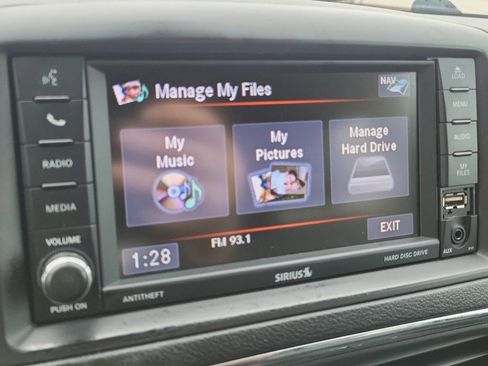 Manage My Files
NAV
LOAD
MENU
My
Music
My
Pictures
Manage
Hard Drive
AUDIO
RADIO
MY
FILES
MEDIA
VOLUME
1:28
FM 93.1
EXIT
AUX
PUSH ON
ANTITHEFT
SIRIUS
HARD DISC DRIVE